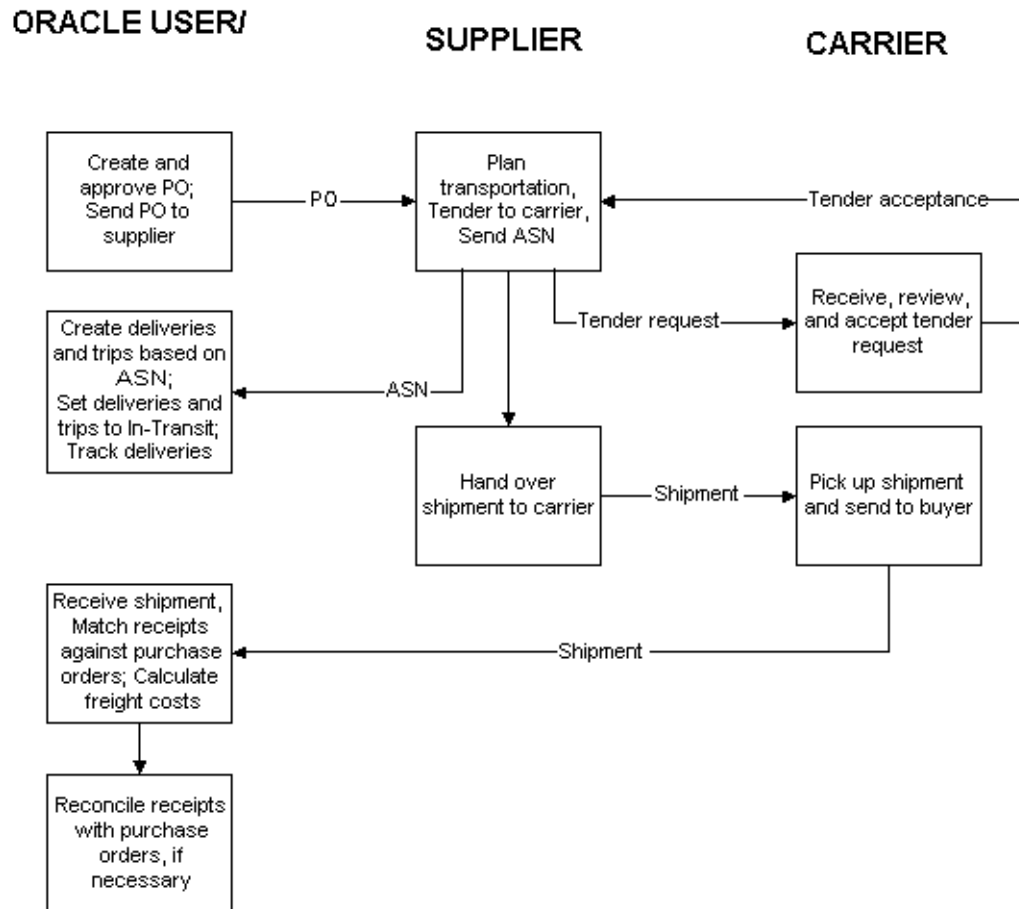 ORACLE USER/
SUPPLIER
CARRIER
Create and
approve PO;
Send PO to
supplier
PO
Plan
transportation,
Tender to carrier,
Send ASN
Tender acceptance
Receive, review,
and accept tender
request
Tender request
Create deliveries
and trips based on
ASN;
Set deliveries and
trips to In-Transit;
Track deliveries
ASN
Hand over
shipment to carrier
Shipment
Pick up shipment
and send to buyer
Receive shipment,
Match receipts
against purchase
orders; Calculate
freight costs
Shipment
Reconcile receipts
with purchase
orders, if
necessary